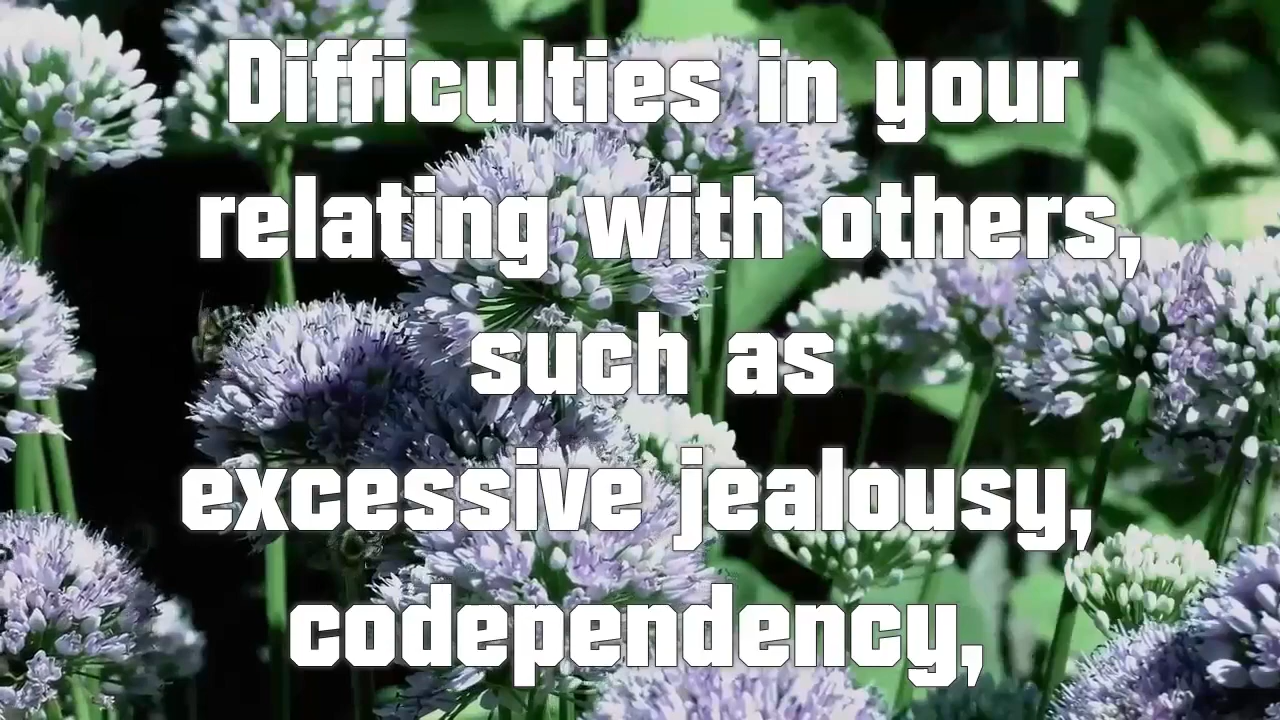 Difficulties in your
relating with others,
such as
excessive jealousy,
codependency,